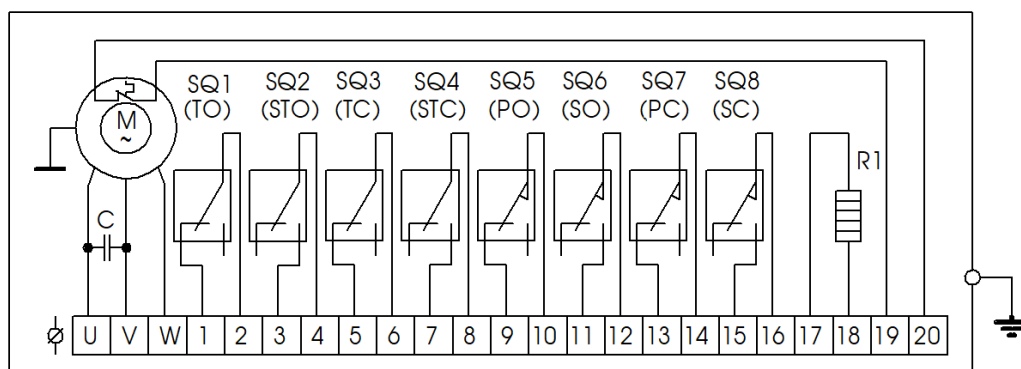 SQ1 SQ2 SQ3 SQ4 SQ5 SQ6 SQ7 SQ8
(TO) (STO) (TC) (STC) (PO) (SO) (PC) (SC)
M
~
R1
C
U V W 1 2 3 4 5 6 7 8 9 10 11 12 13 14 15 16 17 18 19 20